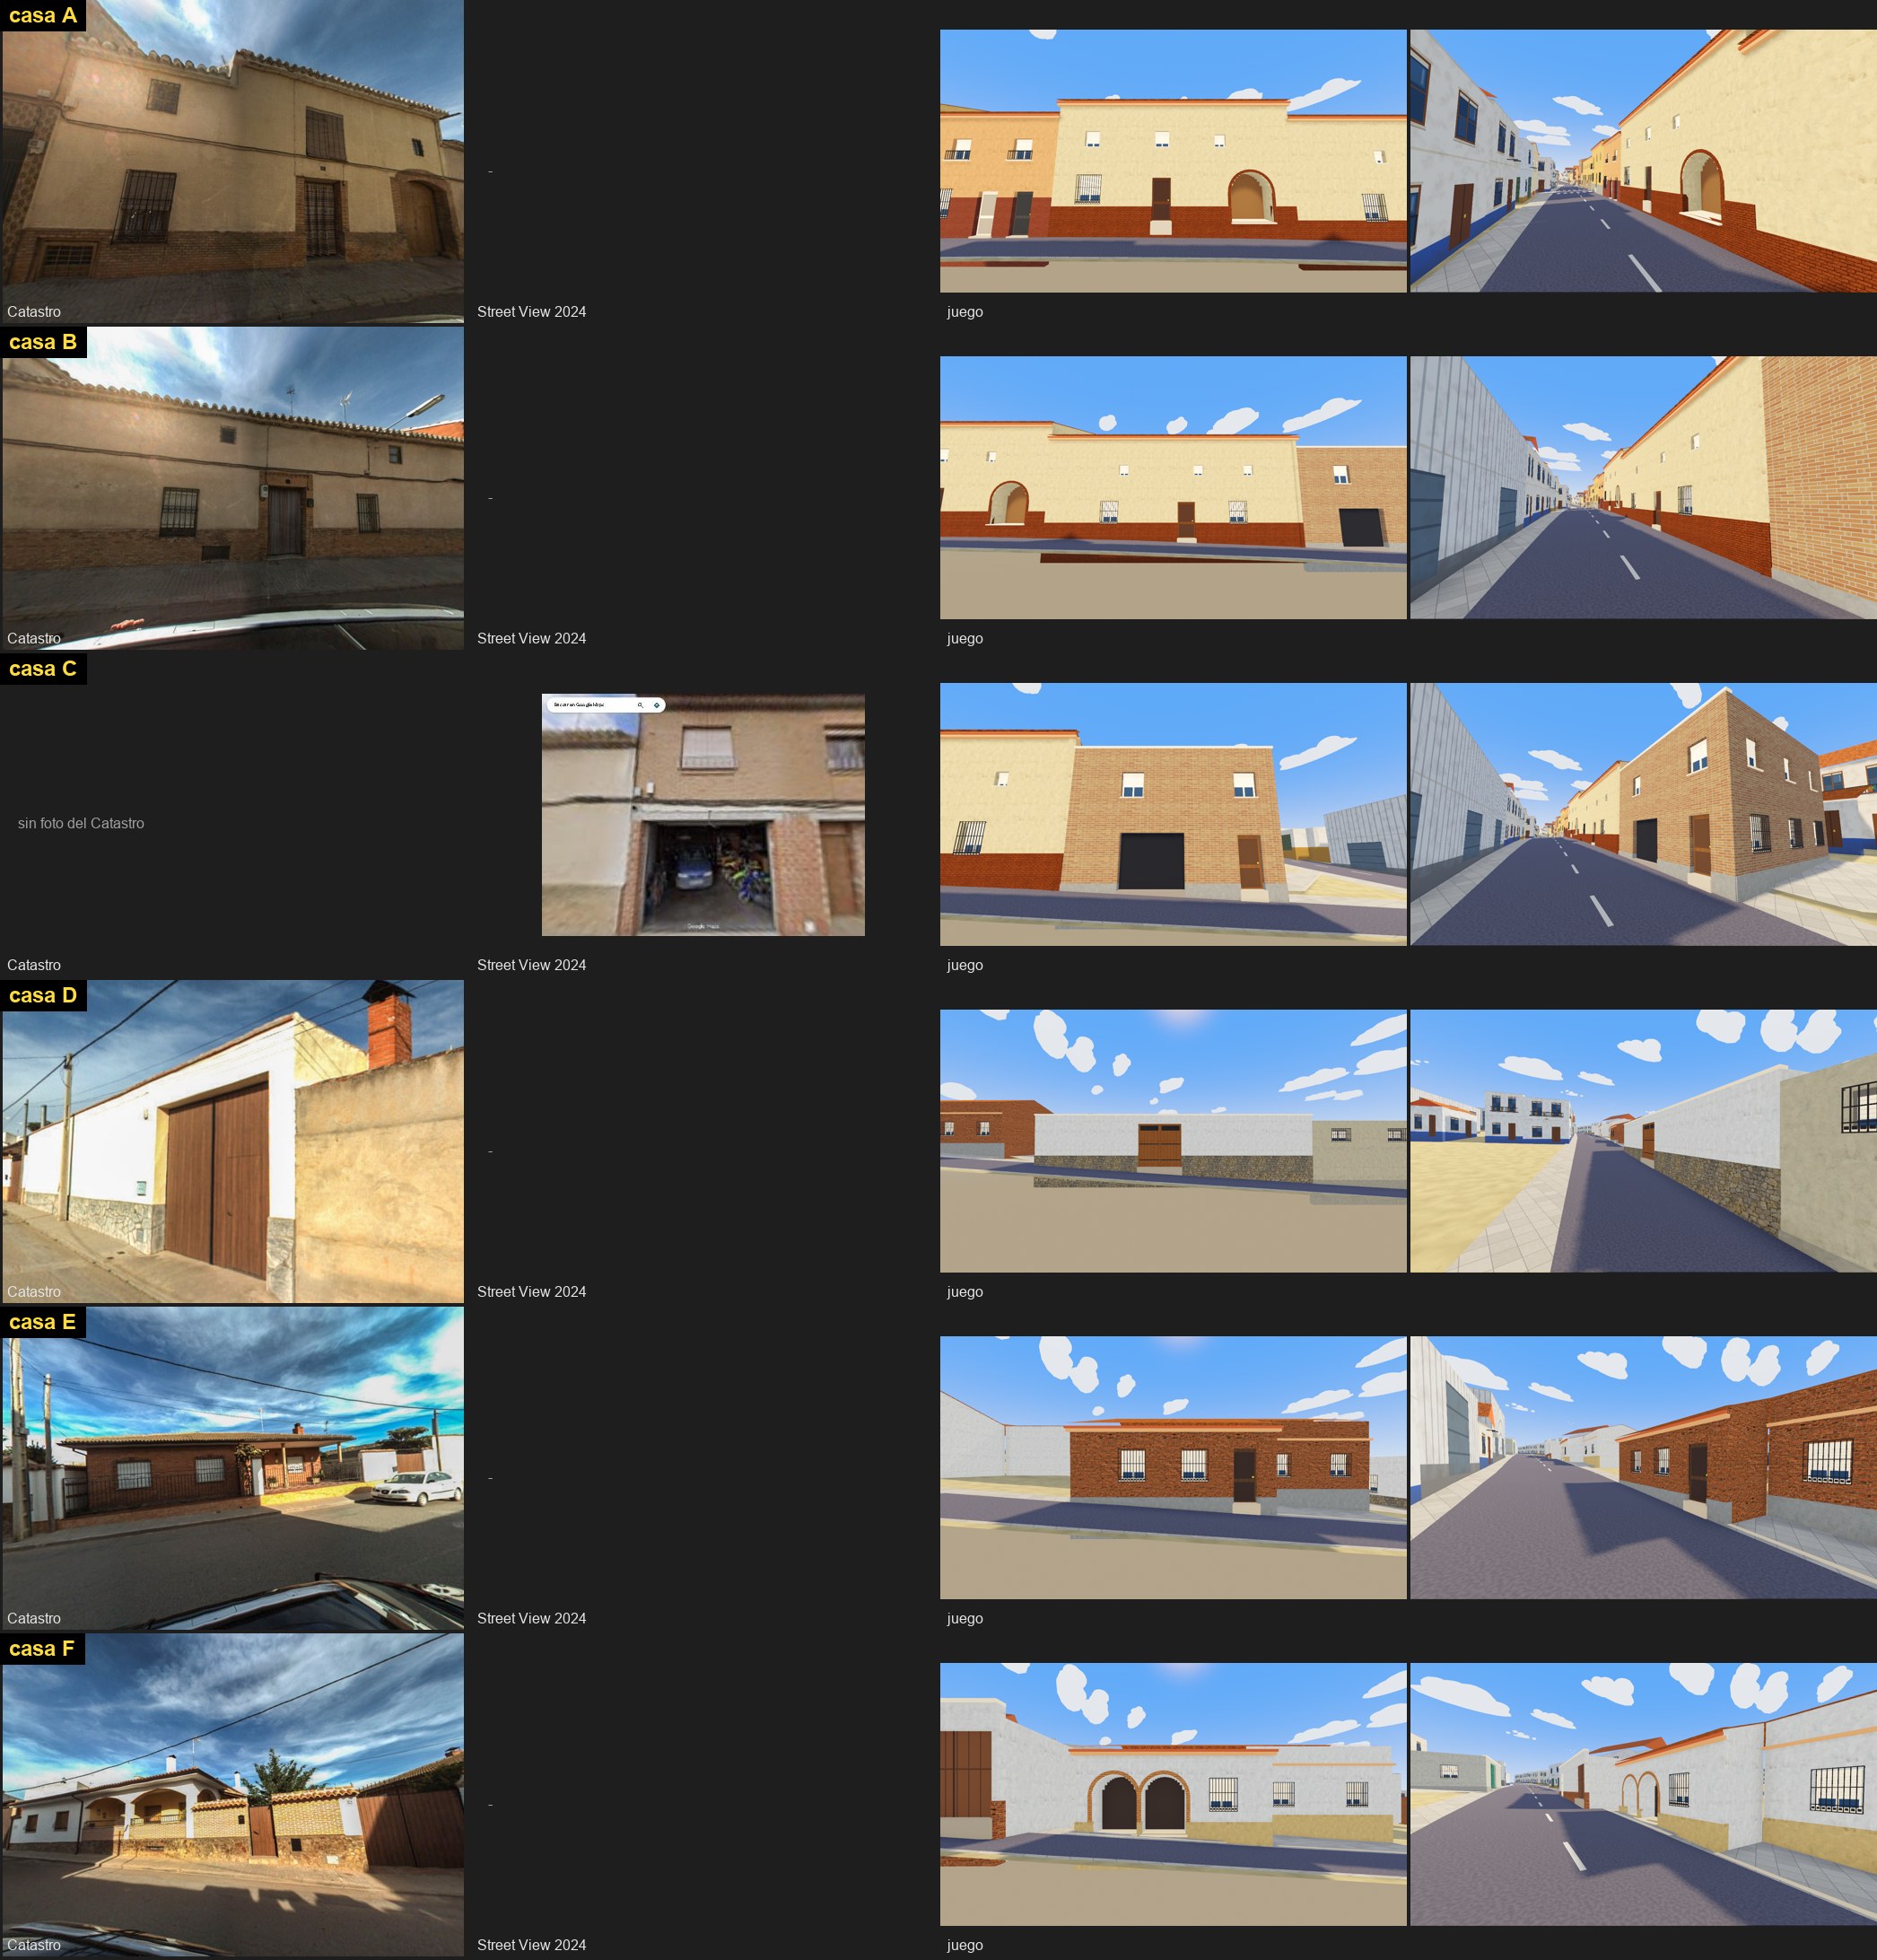 casa A
Catastro
-
Street View 2024
juego
casa B
Catastro
-
Street View 2024
juego
casa C
sin foto del Catastro
Catastro
Google Maps
Street View 2024
juego
casa D
Catastro
-
Street View 2024
juego
casa E
Catastro
-
Street View 2024
juego
casa F
Catastro
-
Street View 2024
juego